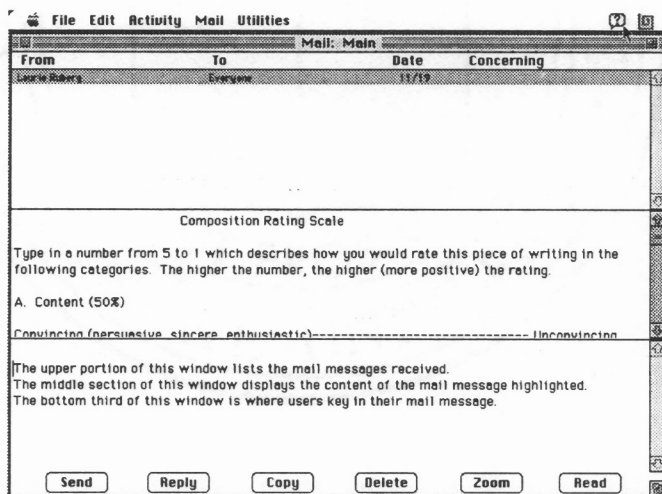 File Edit Activity Mail Utilities
Mail: Main
From To Date Concerning
Laurie Ruberg Everyone 11/19
Composition Rating Scale
Type in a number from 5 to 1 which describes how you would rate this piece of writing in the
following categories. The higher the number, the higher (more positive) the rating.
A. Content (50%)
Convincing (persuasive, sincere, enthusiastic)------------------------------ Unconvincing
The upper portion of this window lists the mail messages received.
The middle section of this window displays the content of the mail message highlighted.
The bottom third of this window is where users key in their mail message.
Send Reply Copy Delete Zoom Read